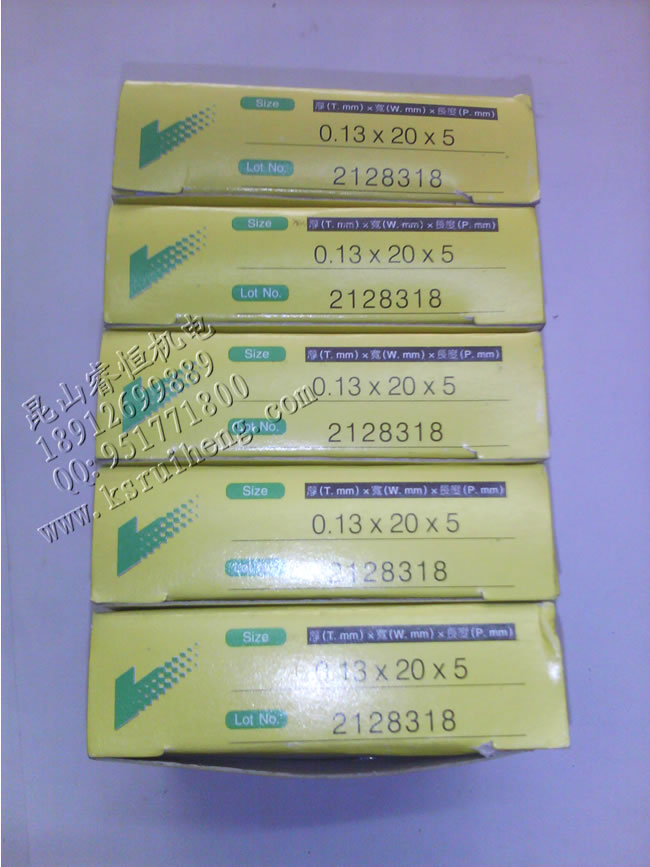 Size 厚(T. mm)×寬(W. mm)×長度(P. mm)
0.13 x 20 x 5
Lot No. 2128318
Size 厚(T. mm)×寬(W. mm)×長度(P. mm)
0.13 x 20 x 5
Lot No. 2128318
Size 厚(T. mm)×寬(W. mm)×長度(P. mm)
0.13 x 20 x 5
Lot No. 2128318
昆山睿恒机电
18912699889
QQ:951771800
www.ksruiheng.com
Size 厚(T. mm)×寬(W. mm)×長度(P. mm)
0.13 x 20 x 5
Lot No. 2128318
Size 厚(T. mm)×寬(W. mm)×長度(P. mm)
0.13 x 20 x 5
Lot No. 2128318